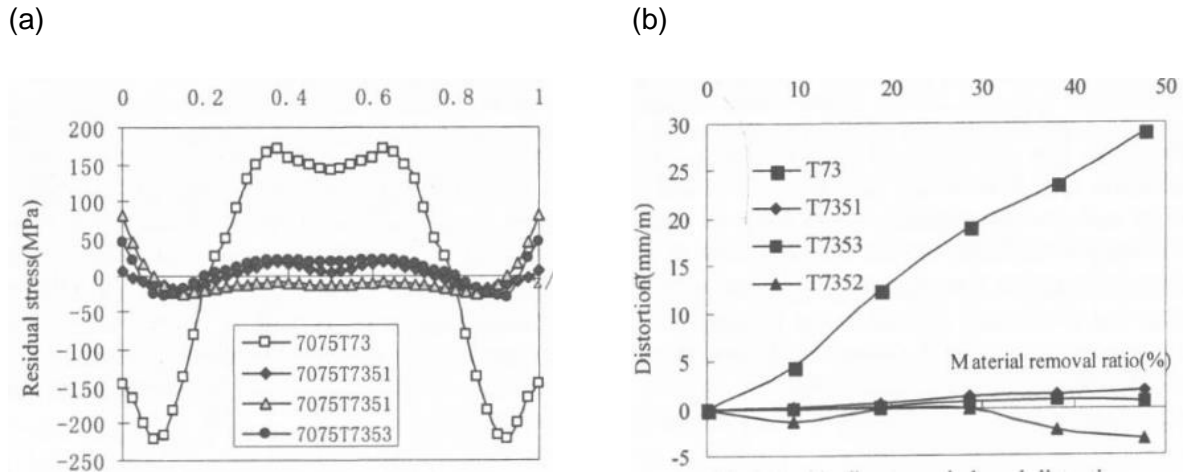 (a)
(b)
0 0.2 0.4 0.6 0.8 1
200
150
100
50
0
-50
-100
-150
-200
-250
Residual stress(MPa)
z/
7075T73
7075T7351
7075T7351
7075T7353
0 10 20 30 40 50
30
25
20
15
10
5
0
-5
Distortion(mm/m)
T73
T7351
T7353
T7352
Material removal ratio(%)